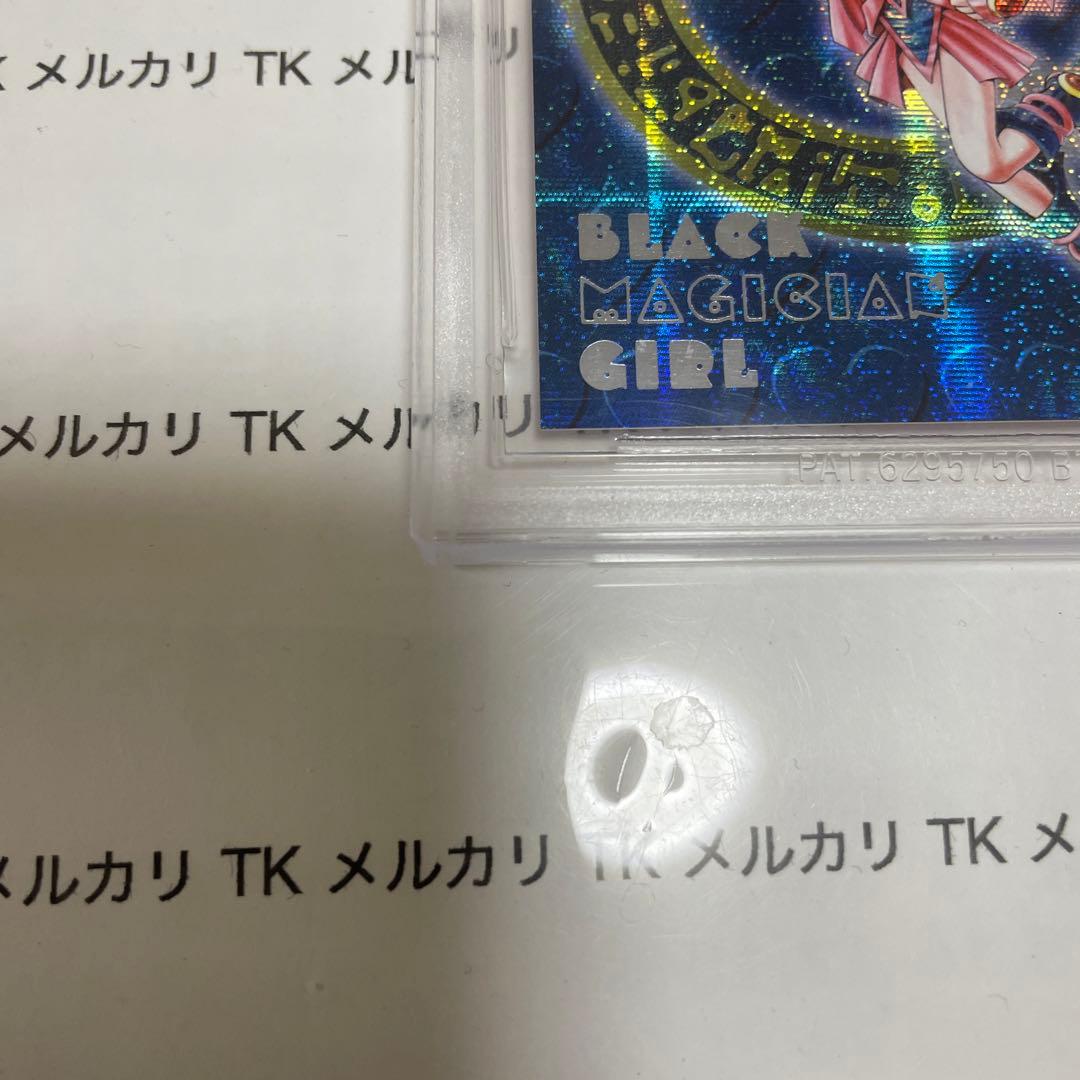 メルカリ TK メル
BLACK
MAGICIAN
GIRL
メルカリ TK メル リ
PAT.6295750 B
メルカリ TK メルカリ TK メルカリ TK メ